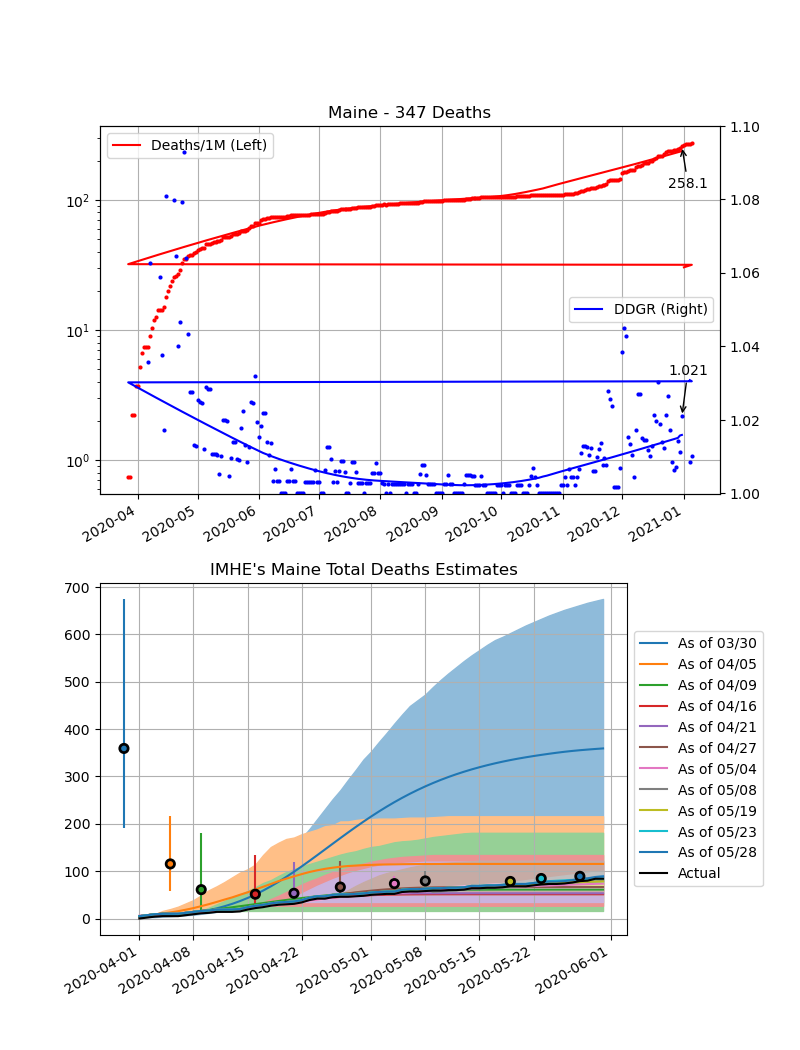 Maine - 347 Deaths
Deaths/1M (Left)
DDGR (Right)
258.1
1.021
10²
10¹
10⁰
1.10
1.08
1.06
1.04
1.02
1.00
2020-04
2020-05
2020-06
2020-07
2020-08
2020-09
2020-10
2020-11
2020-12
2021-01
IMHE's Maine Total Deaths Estimates
700
600
500
400
300
200
100
0
2020-04-01
2020-04-08
2020-04-15
2020-04-22
2020-05-01
2020-05-08
2020-05-15
2020-05-22
2020-06-01
As of 03/30
As of 04/05
As of 04/09
As of 04/16
As of 04/21
As of 04/27
As of 05/04
As of 05/08
As of 05/19
As of 05/23
As of 05/28
Actual